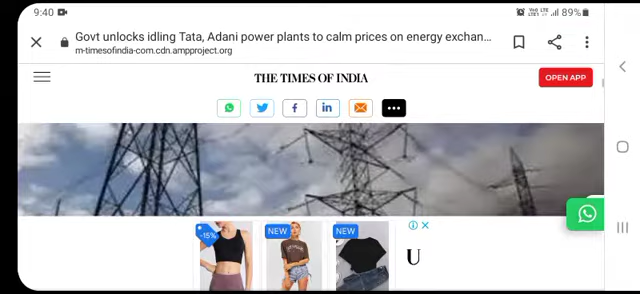 9:40 89%
Govt unlocks idling Tata, Adani power plants to calm prices on energy exchan...
m-timesofindia-com.cdn.ampproject.org
THE TIMES OF INDIA
OPEN APP
-15%
NEW
NEW
U